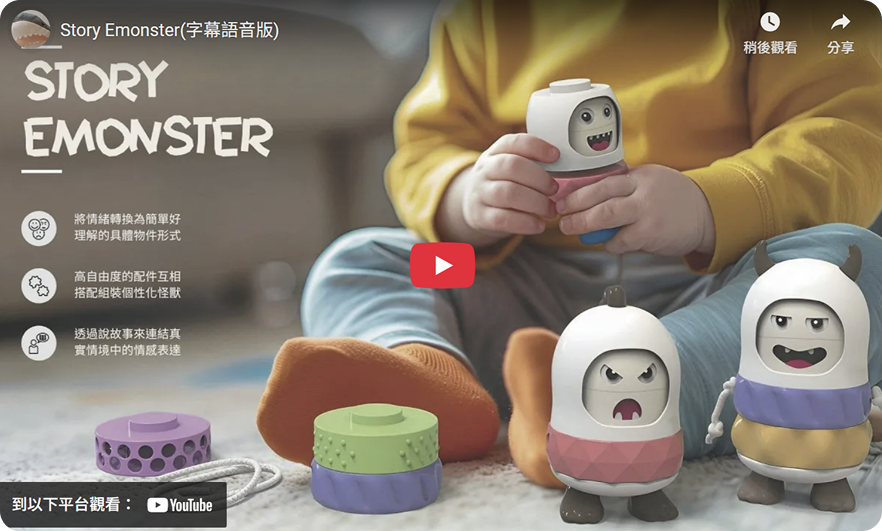 Story Emonster(字幕語音版)
稍後觀看
分享
STORY
EMONSTER
將情緒轉換為簡單好
理解的具體物件形式
高自由度的配件互相
搭配組裝個性化怪獸
透過說故事來連結真
實情境中的情感表達
到以下平台觀看：
YouTube